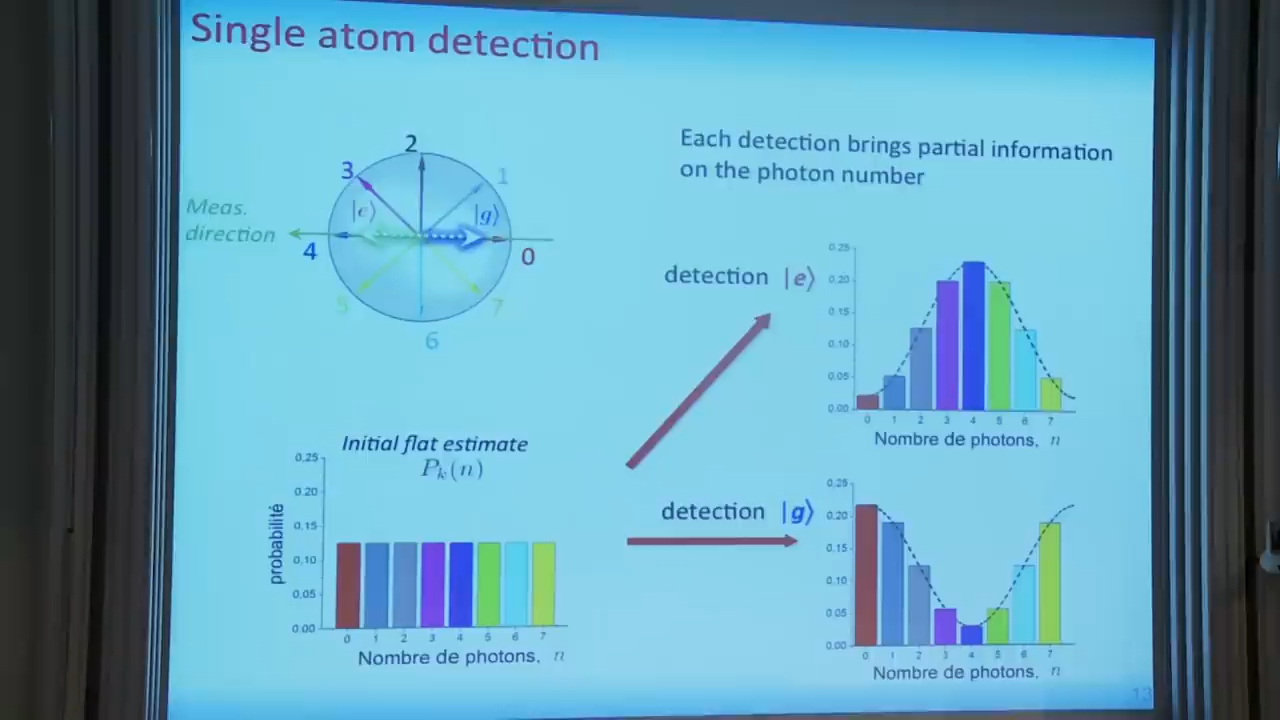 Single atom detection
Each detection brings partial information
on the photon number
2
3
1
|e⟩
|g⟩
Meas.
direction
4
0
5
7
6
detection |e⟩
0.25
0.20
0.15
0.10
0.05
0.00
0 1 2 3 4 5 6 7
Nombre de photons, n
Initial flat estimate
Pₖ(n)
probabilité
0.25
0.20
0.15
0.10
0.05
0.00
0 1 2 3 4 5 6 7
Nombre de photons, n
detection |g⟩
0.25
0.20
0.15
0.10
0.05
0.00
0 1 2 3 4 5 6 7
Nombre de photons, n
13